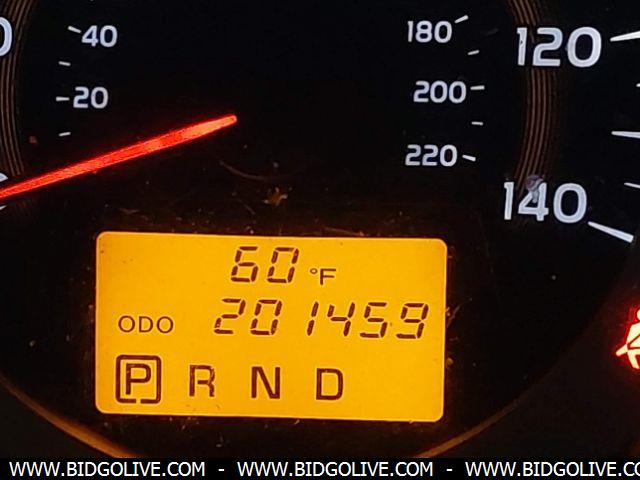 40 180 120
20 200
220
140
60 °F
ODO 201459
P R N D
WWW.BIDGOLIVE.COM - WWW.BIDGOLIVE.COM - WWW.BIDGOLIVE.COM